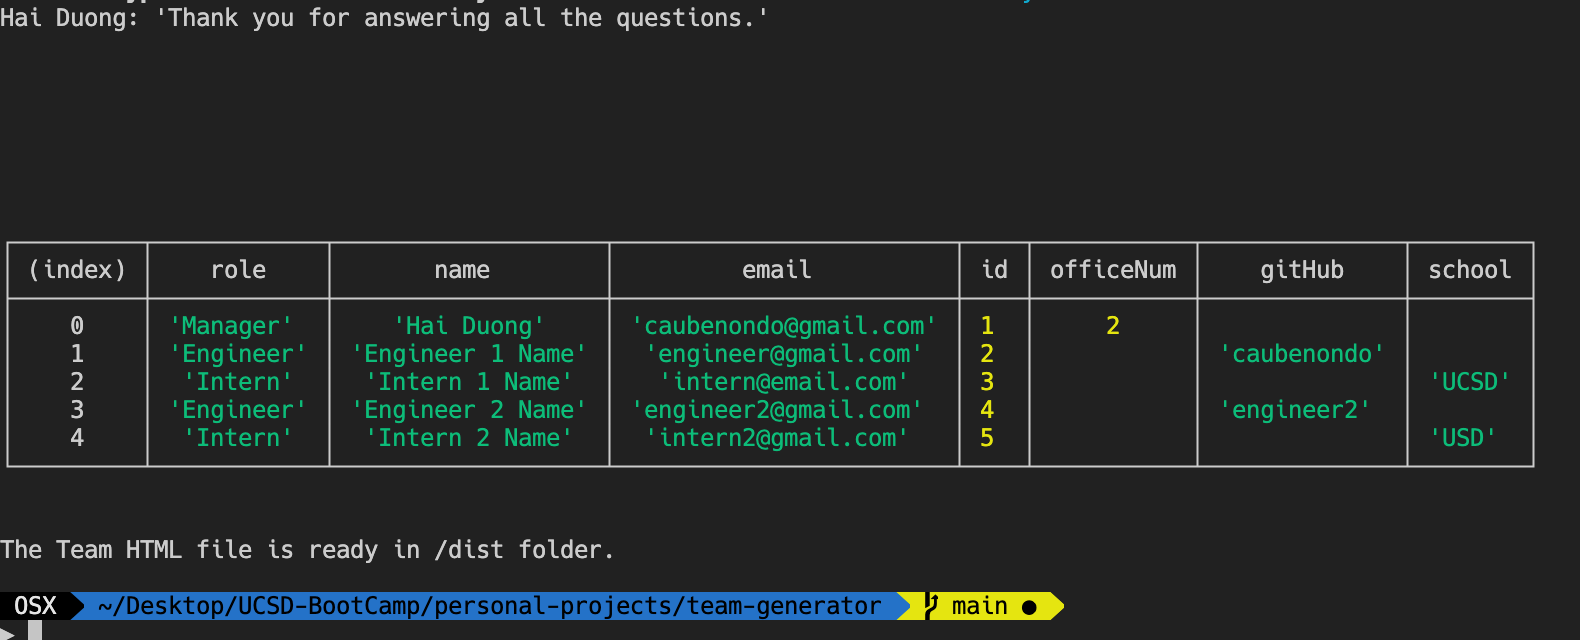 Hai Duong: 'Thank you for answering all the questions.'
(index) role name email id officeNum gitHub school
0 'Manager' 'Hai Duong' 'caubenondo@gmail.com' 1 2
1 'Engineer' 'Engineer 1 Name' 'engineer@gmail.com' 2 'caubenondo'
2 'Intern' 'Intern 1 Name' 'intern@email.com' 3 'UCSD'
3 'Engineer' 'Engineer 2 Name' 'engineer2@gmail.com' 4 'engineer2'
4 'Intern' 'Intern 2 Name' 'intern2@gmail.com' 5 'USD'
The Team HTML file is ready in /dist folder.
OSX ~/Desktop/UCSD-BootCamp/personal-projects/team-generator main ●